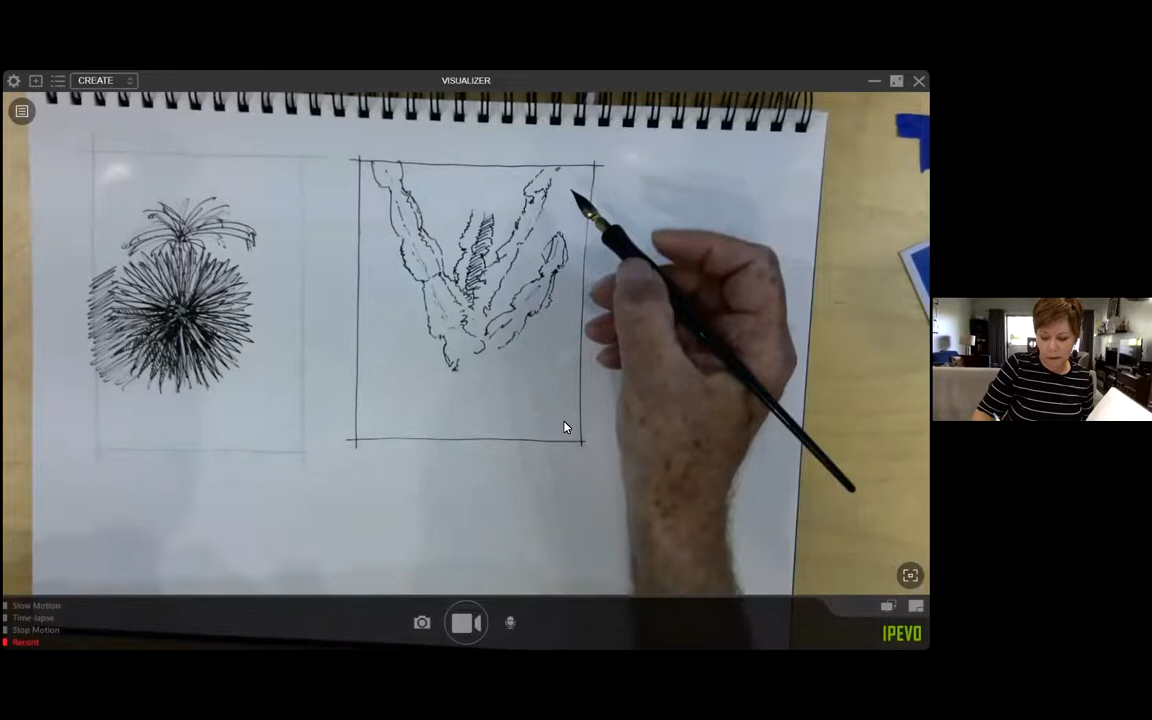 CREATE
VISUALIZER
Slow Motion
Time-lapse
Stop Motion
Record
IPEVO